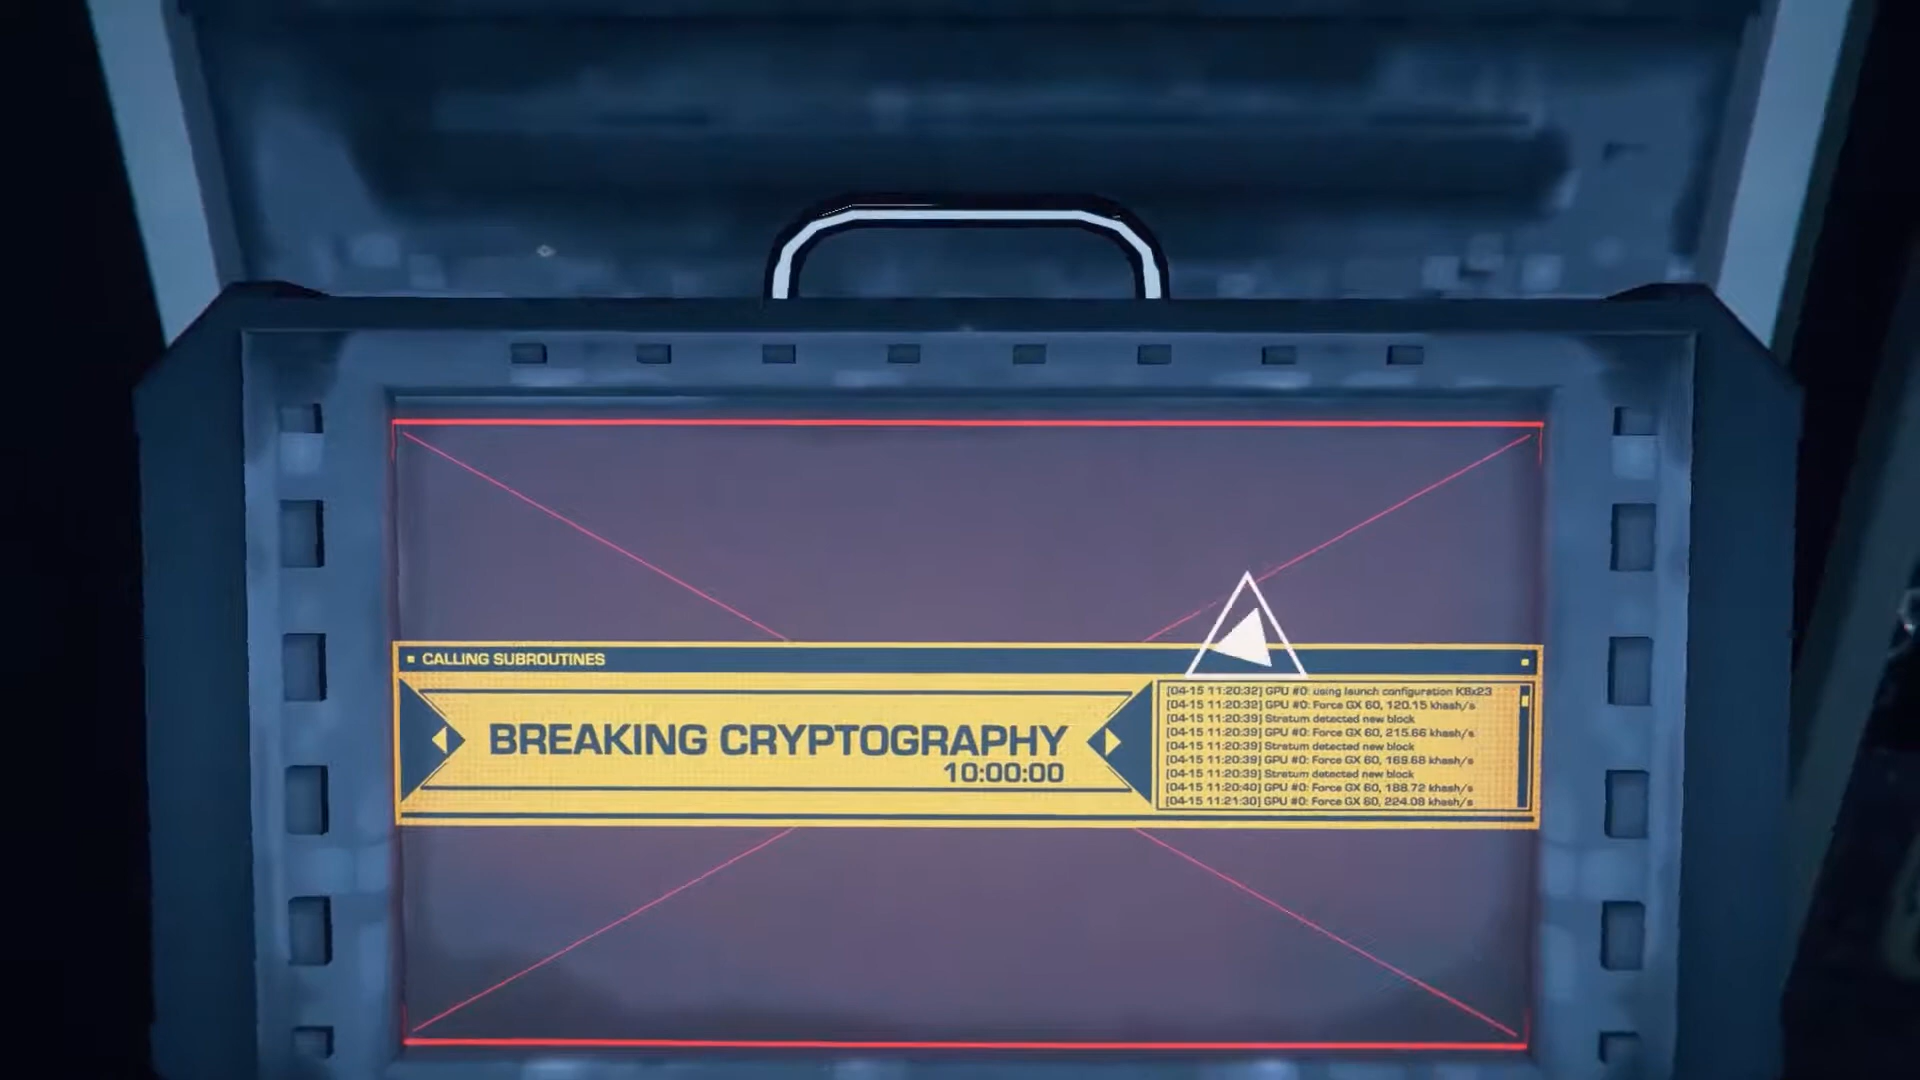 CALLING SUBROUTINES
BREAKING CRYPTOGRAPHY
10:00:00
[04-15 11:20:32] GPU #0: using launch configuration K8x23
[04-15 11:20:32] GPU #0: Force GX 60, 120.15 khash/s
[04-15 11:20:39] Stratum detected new block
[04-15 11:20:39] GPU #0: Force GX 60, 215.66 khash/s
[04-15 11:20:39] Stratum detected new block
[04-15 11:20:39] GPU #0: Force GX 60, 169.68 khash/s
[04-15 11:20:39] Stratum detected new block
[04-15 11:20:40] GPU #0: Force GX 60, 188.72 khash/s
[04-15 11:21:30] GPU #0: Force GX 60, 224.08 khash/s